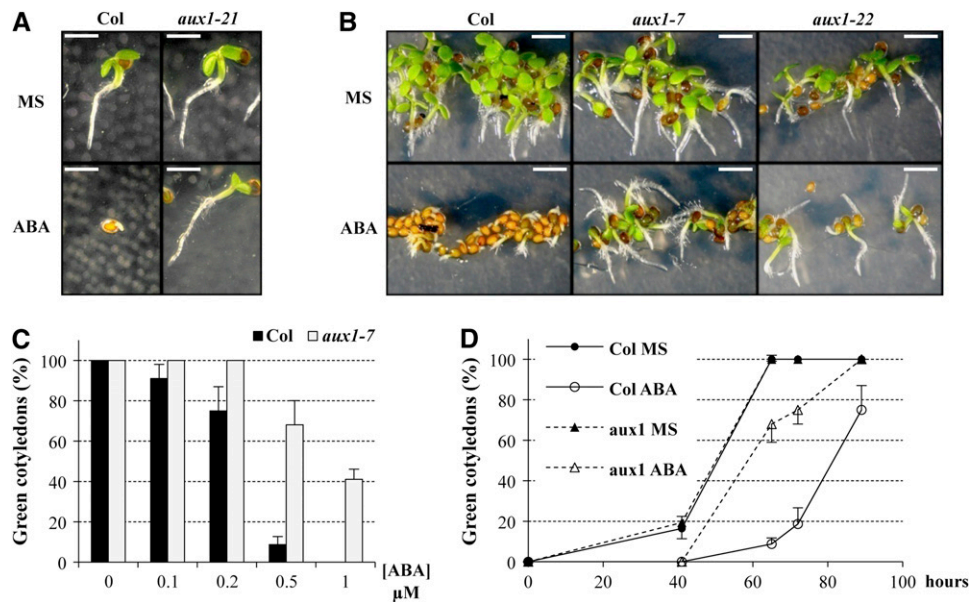 A
Col
aux1-21
MS
ABA
B
Col
aux1-7
aux1-22
MS
ABA
C
Col
aux1-7
Green cotyledons (%)
100
80
60
40
20
0
0
0.1
0.2
0.5
1
[ABA]
µM
D
Col MS
Col ABA
aux1 MS
aux1 ABA
Green cotyledons (%)
100
80
60
40
20
0
0
20
40
60
80
100
hours